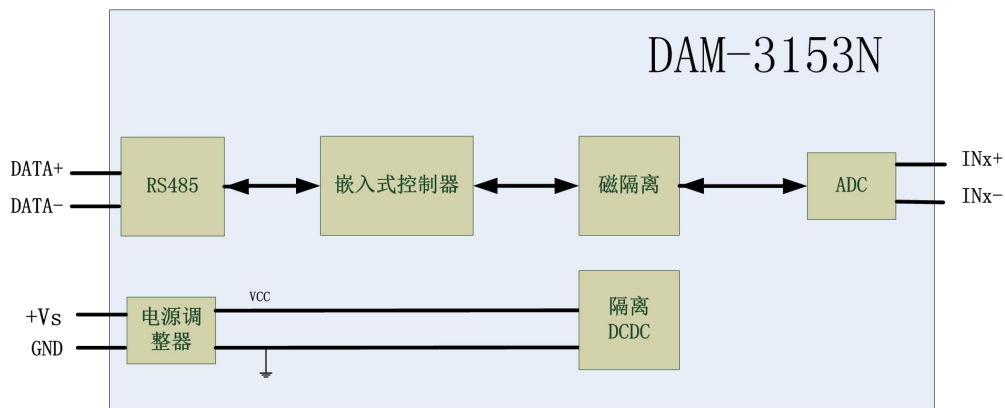 DAM-3153N
DATA+
DATA-
RS485
嵌入式控制器
磁隔离
ADC
INx+
INx-
+Vs
GND
电源调
整器
VCC
隔离
DCDC